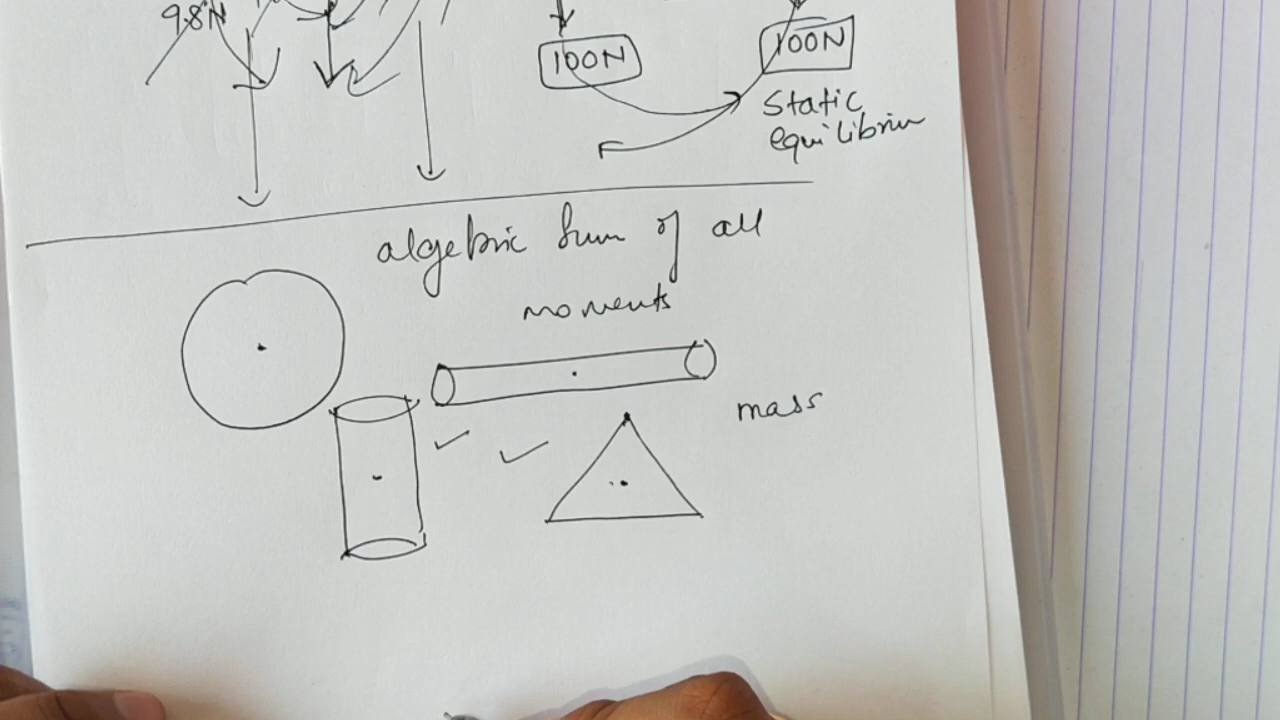 9.8N
100N
100N
Static
equilibrium
algebric sum of all
moments
mass